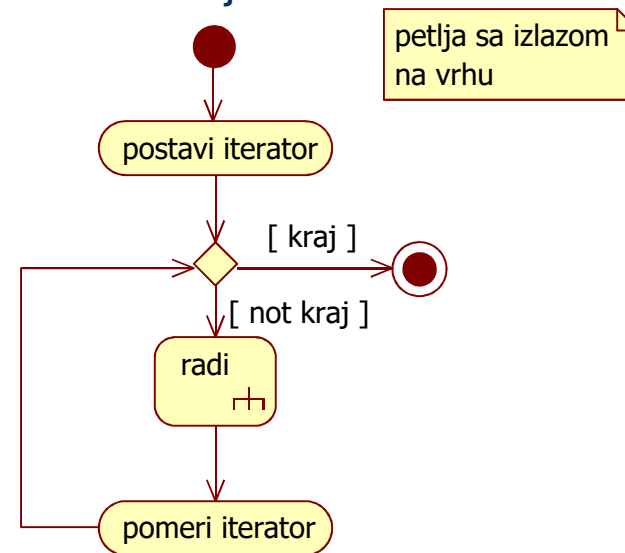 petlja sa izlazom
na vrhu
postavi iterator
[ kraj ]
[ not kraj ]
radi
pomeri iterator